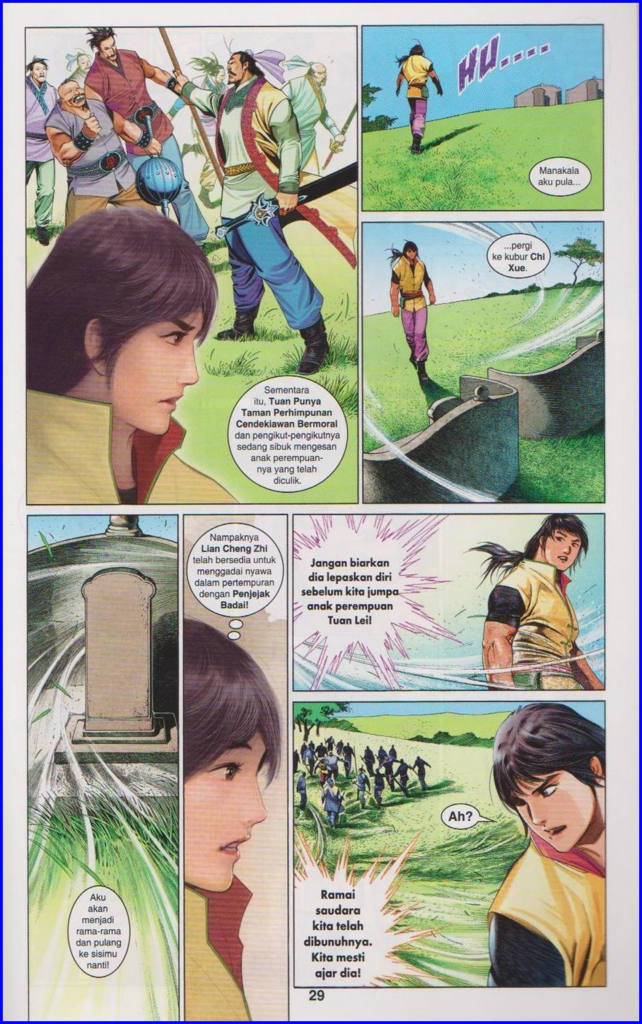 Sementara
itu, Tuan Punya
Taman Perhimpunan
Cendekiawan Bermoral
dan pengikut-pengikutnya
sedang sibuk mengesan
anak perempuan-
nya yang telah
diculik.
HU....
Manakala
aku pula...
...pergi
ke kubur Chi
Xue.
Aku
akan
menjadi
rama-rama
dan pulang
ke sisimu
nanti!
Nampaknya
Lian Cheng Zhi
telah bersedia untuk
menggadai nyawa
dalam pertempuran
dengan Penjejak
Badai!
Jangan biarkan
dia lepaskan diri
sebelum kita jumpa
anak perempuan
Tuan Lei!
Ah?
Ramai
saudara
kita telah
dibunuhnya.
Kita mesti
ajar dia!
29